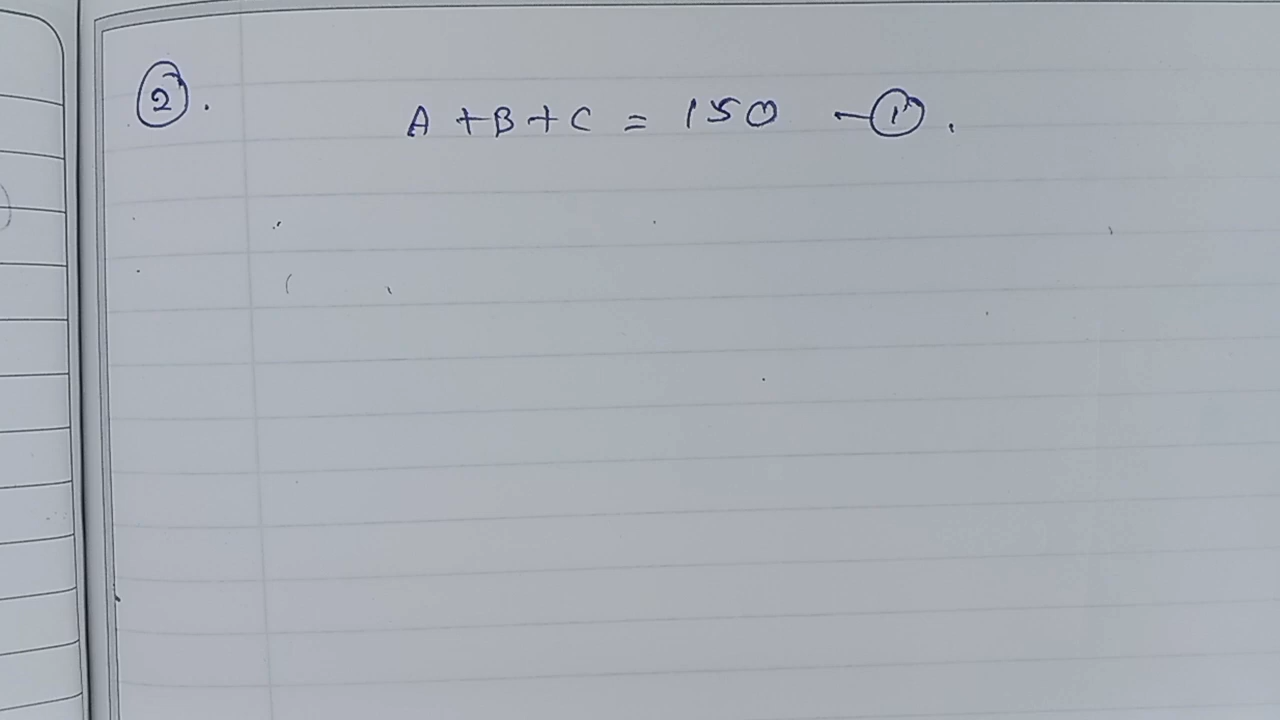 ②. A + B + C = 150 — ①.